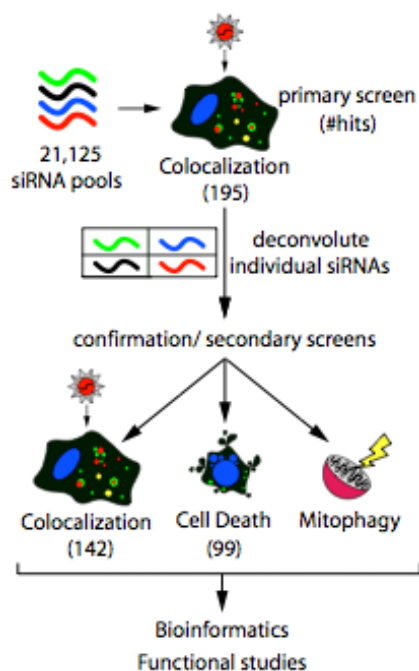 21,125
siRNA pools
primary screen
(#hits)
Colocalization
(195)
deconvolute
individual siRNAs
confirmation/ secondary screens
Colocalization
(142)
Cell Death
(99)
Mitophagy
Bioinformatics
Functional studies